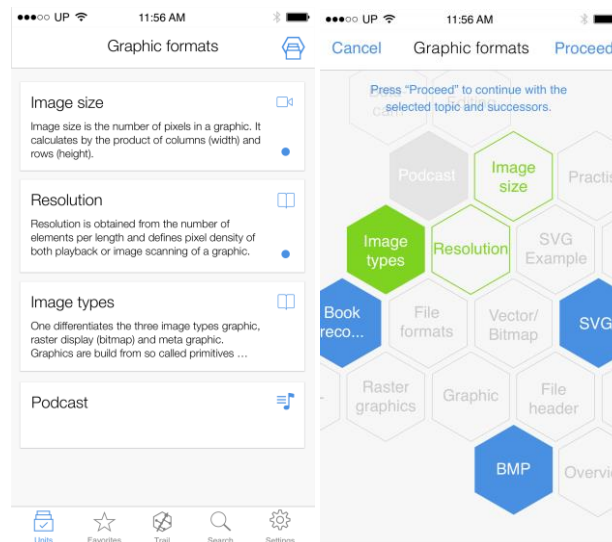 UP 11:56 AM
Graphic formats
Image size
Image size is the number of pixels in a graphic. It
calculates by the product of columns (width) and
rows (height).
Resolution
Resolution is obtained from the number of
elements per length and defines pixel density of
both playback or image scanning of a graphic.
Image types
One differentiates the three image types graphic,
raster display (bitmap) and meta graphic.
Graphics are build from so called primitives …
Podcast
Units Favorites Trail Search Settings
UP 11:56 AM
Cancel Graphic formats Proceed
Press “Proceed” to continue with the
selected topic and successors.
Podcast
Image
size
Practis
Image
types
Resolution
SVG
Example
Book
reco...
File
formats
Vector/
Bitmap
SVG
Raster
graphics
Graphic
File
header
BMP
Overvie